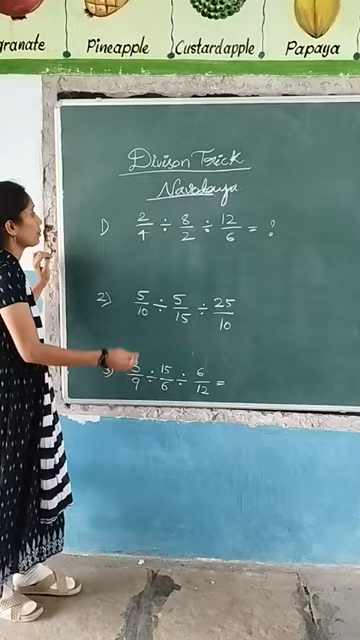 granate Pineapple Custardapple Papaya
Divison Trick
Navodaya
1) 2/4 ÷ 8/2 ÷ 12/6 = ?
2) 5/10 ÷ 5/15 ÷ 25/10
3) 3/9 ÷ 15/6 ÷ 6/12 =